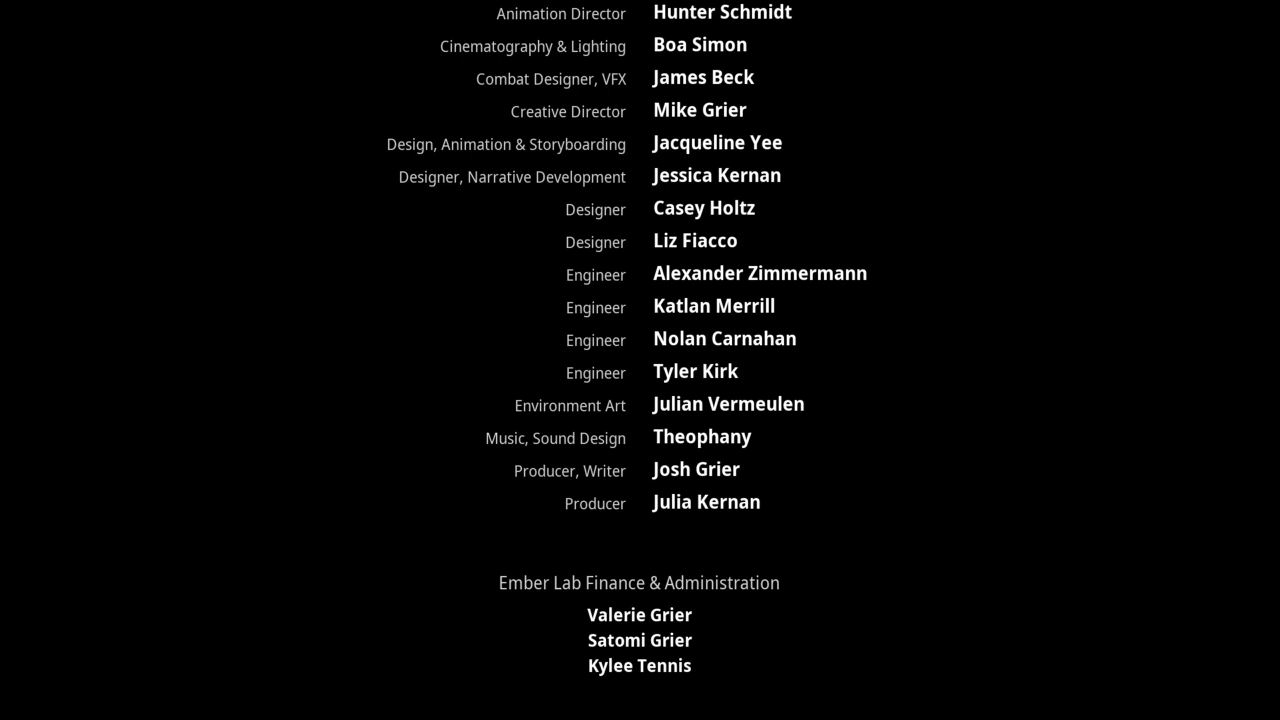 Animation Director Hunter Schmidt
Cinematography & Lighting Boa Simon
Combat Designer, VFX James Beck
Creative Director Mike Grier
Design, Animation & Storyboarding Jacqueline Yee
Designer, Narrative Development Jessica Kernan
Designer Casey Holtz
Designer Liz Fiacco
Engineer Alexander Zimmermann
Engineer Katlan Merrill
Engineer Nolan Carnahan
Engineer Tyler Kirk
Environment Art Julian Vermeulen
Music, Sound Design Theophany
Producer, Writer Josh Grier
Producer Julia Kernan
Ember Lab Finance & Administration
Valerie Grier
Satomi Grier
Kylee Tennis